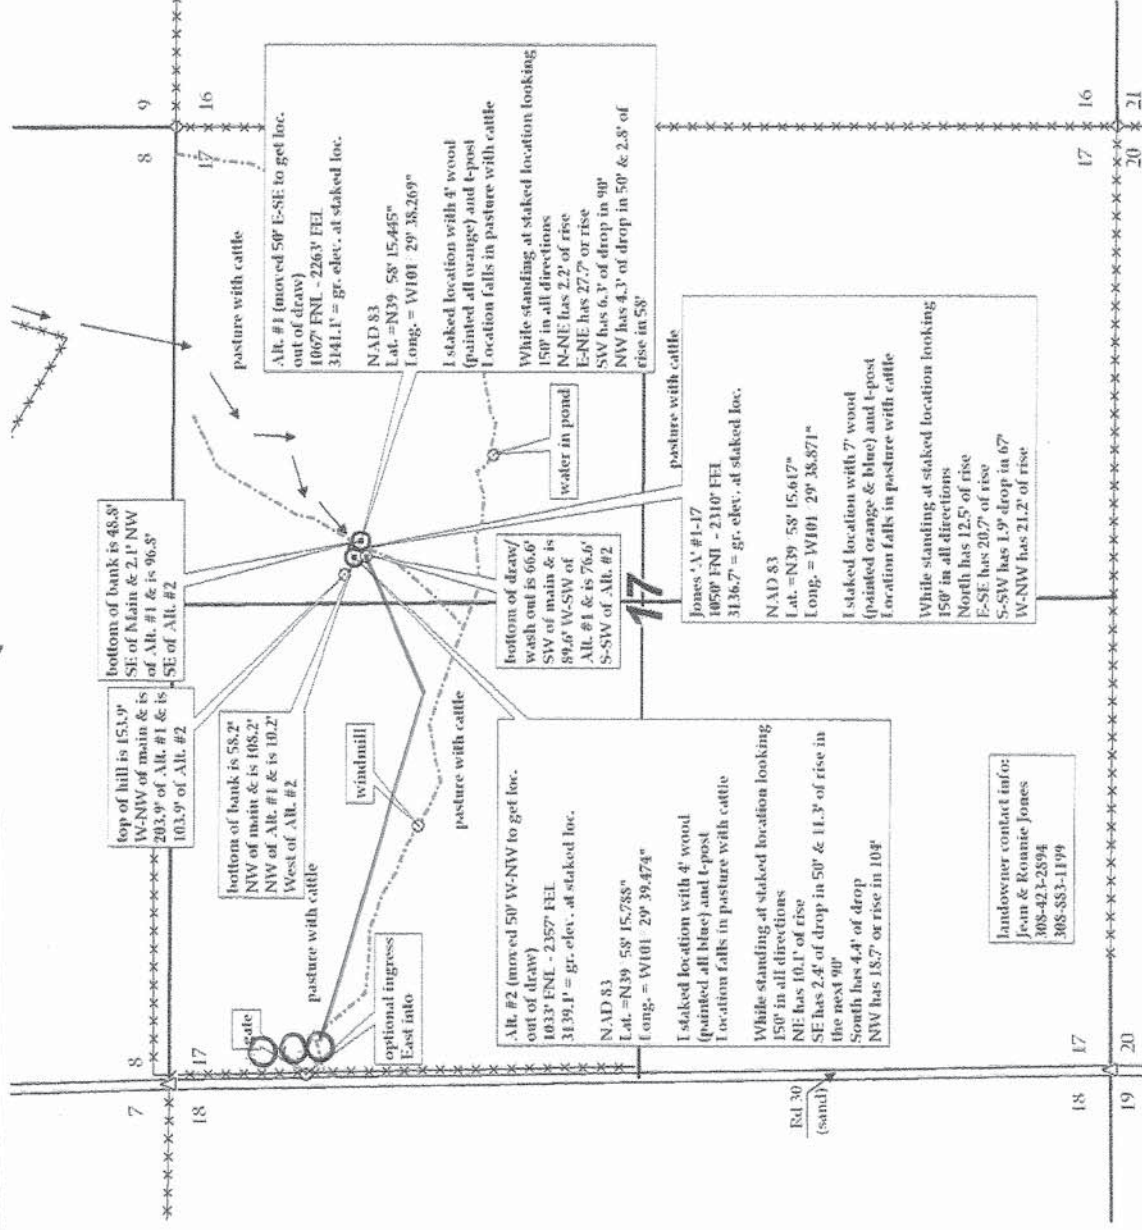 7
8
18
17
8
9
17
16
gate
top of hill is 153.9'
W-NW of main & is
203.9' of Alt. #1 & is
103.9' of Alt. #2
bottom of bank is 48.8'
SE of Main & 2.1' NW
of Alt. #1 & is 96.8'
SE of Alt. #2
bottom of bank is 58.2'
NW of main & is 108.2'
NW of Alt. #1 & is 10.2'
West of Alt. #2
pasture with cattle
pasture with cattle
Alt. #1 (moved 50' E-SE to get loc.
out of draw)
1067' FNL - 2263' FEL
3141.1' = gr. elev. at staked loc.
NAD 83
Lat. =N39 58' 15.445"
Long. = W101 29' 38.269"
I staked location with 4' wood
(painted all orange) and t-post
Location falls in pasture with cattle
While standing at staked location looking
150' in all directions
N-NE has 2.2' of rise
E-NE has 27.7' or rise
SW has 6.3' of drop in 90'
NW has 4.3' of drop in 50' & 2.8' of
rise in 58'
optional ingress
East into
windmill
pasture with cattle
water in pond
bottom of draw/
wash out is 66.6'
SW of main & is
89.6' W-SW of
Alt. #1 & is 76.6'
S-SW of Alt. #2
17
pasture with cattle
Alt. #2 (moved 50' W-NW to get loc.
out of draw)
1033' FNL - 2357' FEL
3139.1' = gr. elev. at staked loc.
NAD 83
Lat. =N39 58' 15.788"
Long. = W101 29' 39.474"
I staked location with 4' wood
(painted all blue) and t-post
Location falls in pasture with cattle
While standing at staked location looking
150' in all directions
NE has 10.1' of rise
SE has 2.4' of drop in 50' & 11.3' of rise in
the next 90'
South has 4.4' of drop
NW has 18.7' or rise in 104'
Jones 'A' #1-17
1050' FNL - 2310' FEL
3136.7' = gr. elev. at staked loc.
NAD 83
Lat. =N39 58' 15.617"
Long. = W101 29' 38.871"
I staked location with 7' wood
(painted orange & blue) and t-post
Location falls in pasture with cattle
While standing at staked location looking
150' in all directions
North has 12.5' of rise
E-SE has 20.7' of rise
S-SW has 1.9' drop in 67'
W-NW has 21.2' of rise
Rd 30
(sand)
Landowner contact info:
Jean & Ronnie Jones
308-423-2894
308-883-1199
18
17
19
20
17
16
20
21